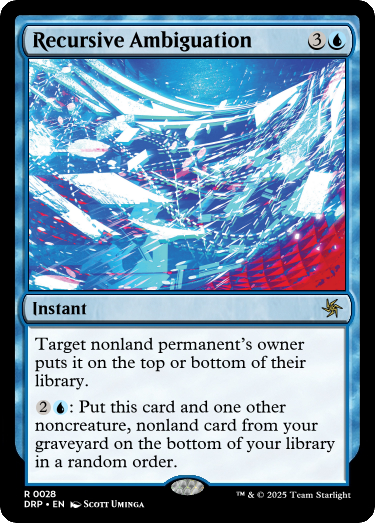 Recursive Ambiguation 3
Instant
Target nonland permanent's owner
puts it on the top or bottom of their
library.
2 : Put this card and one other
noncreature, nonland card from your
graveyard on the bottom of your library
in a random order.
R 0028
DRP • EN Scott Uminga
™ & © 2025 Team Starlight